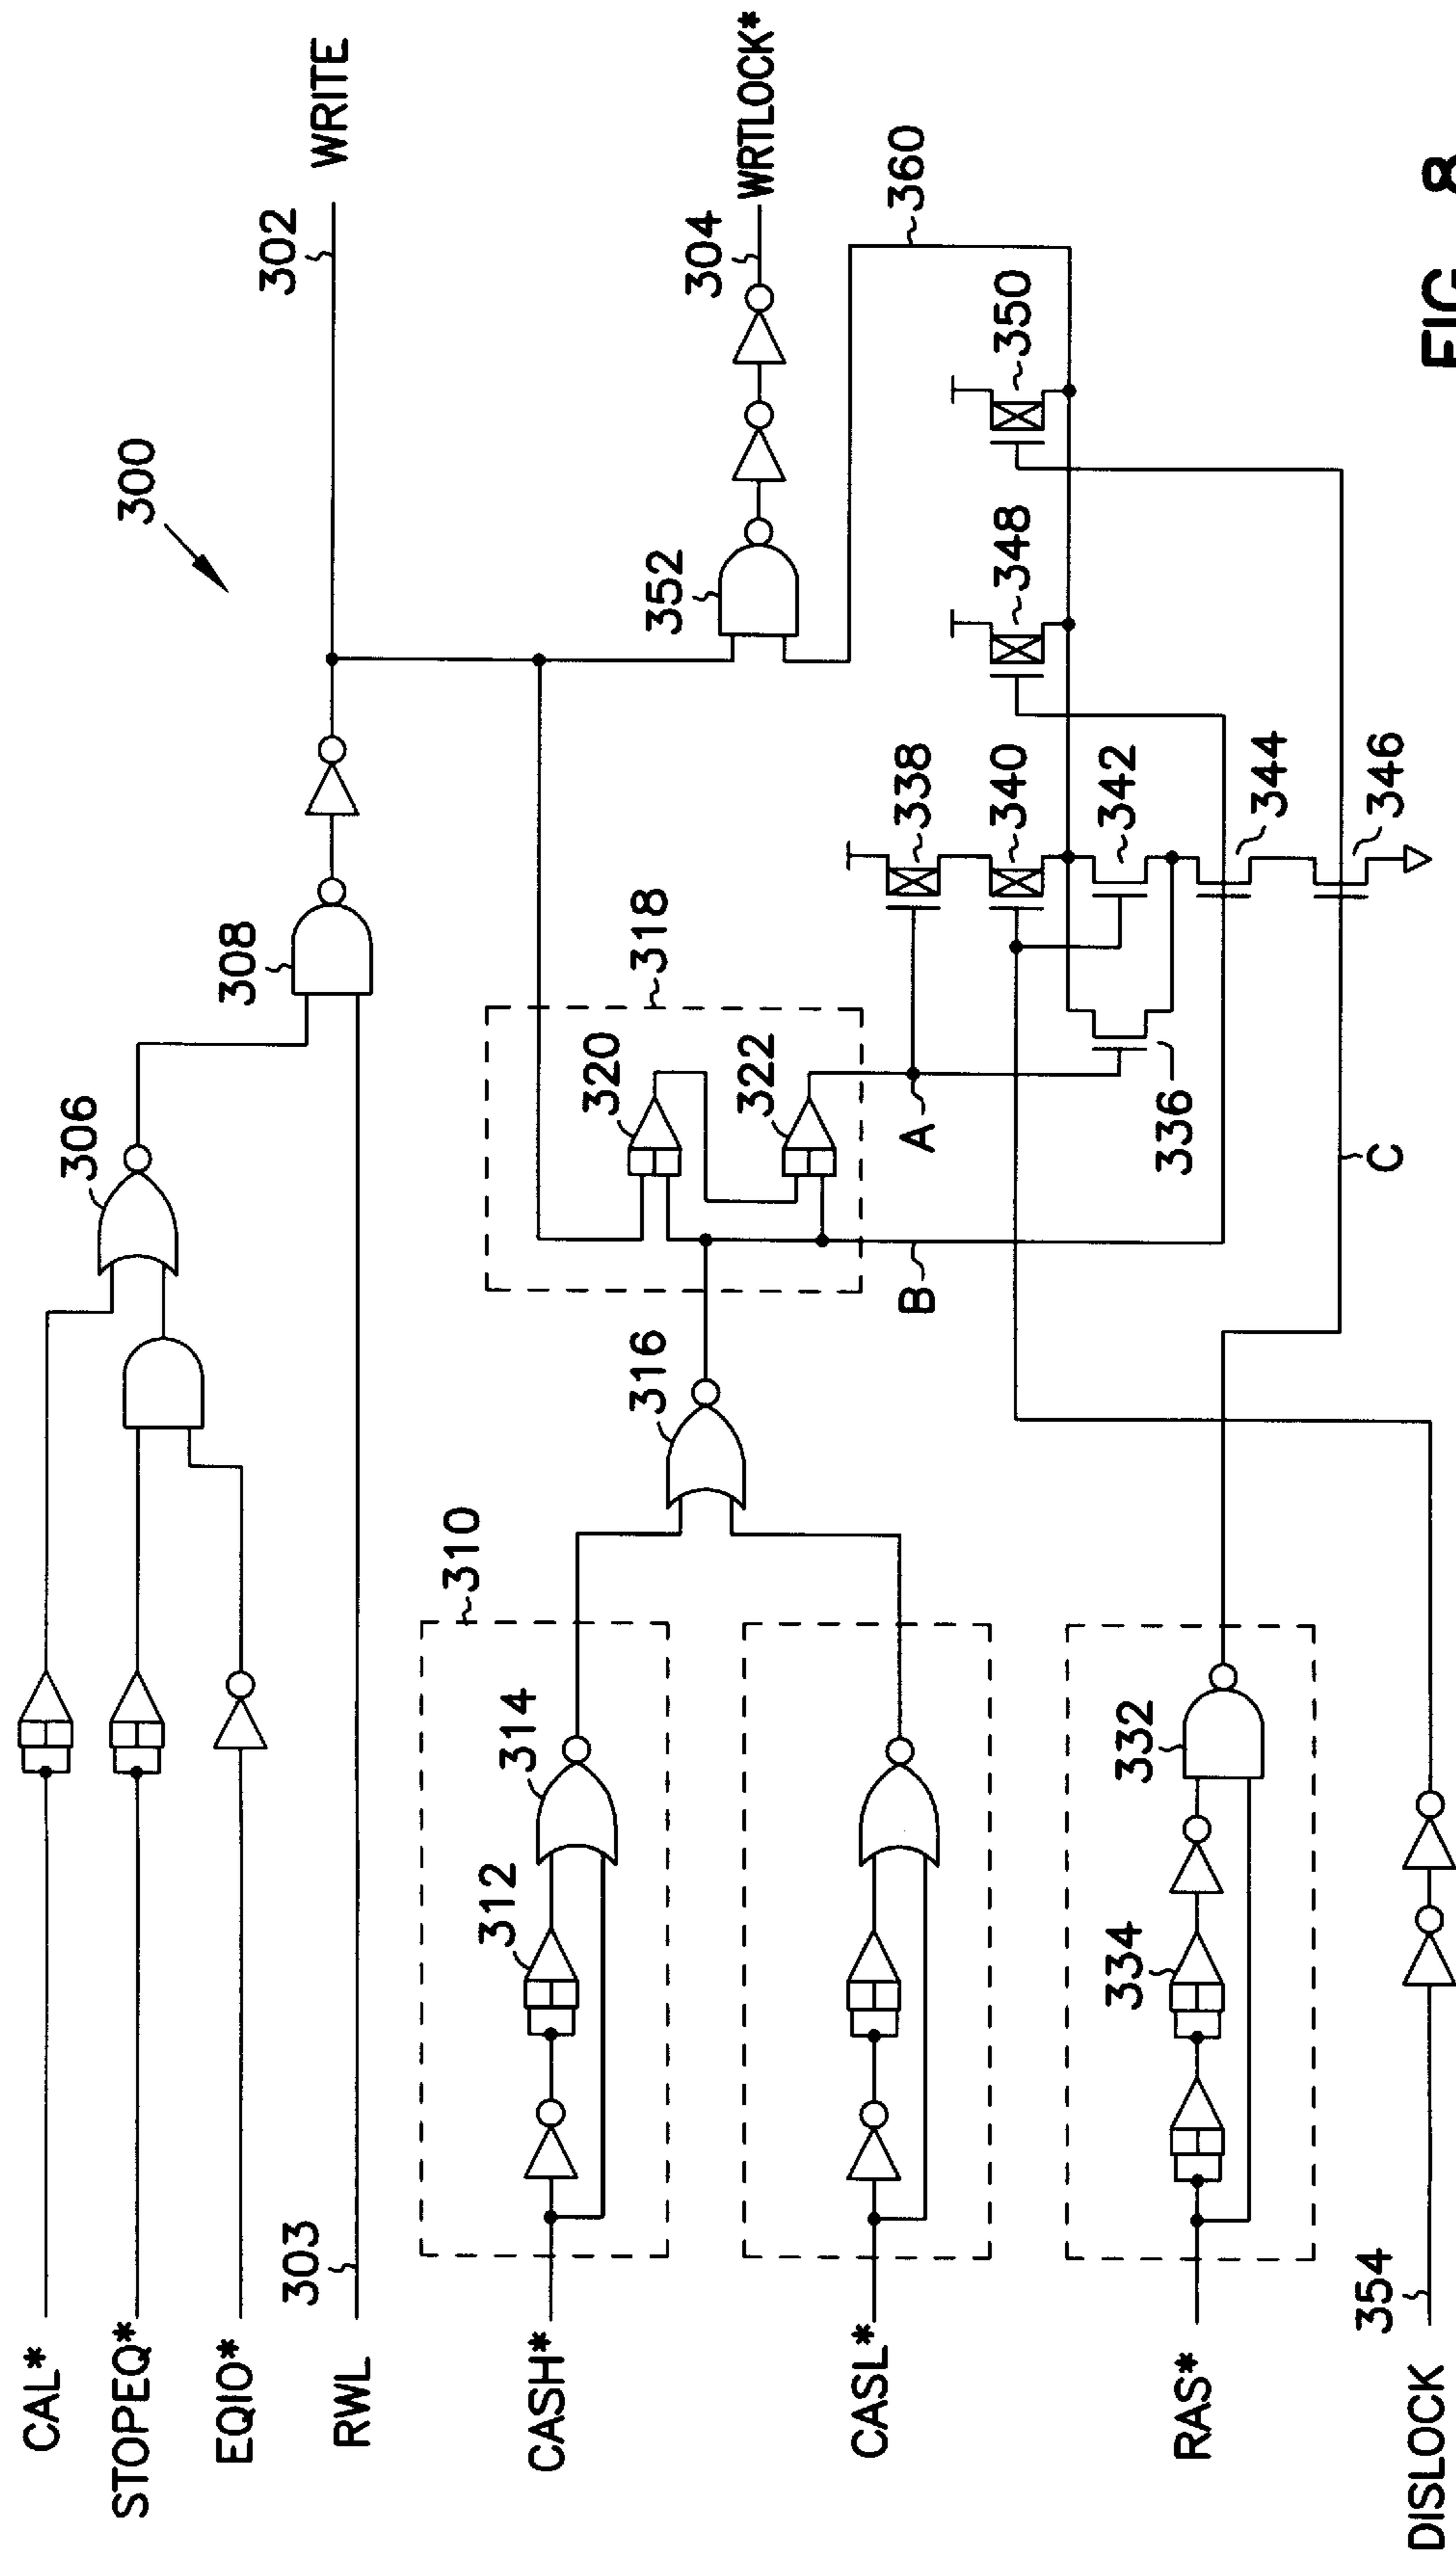 300
CAL*
STOPEQ*
EQIO*
303
RWL
306
308
302
WRITE
310
CASH*
312
314
316
318
320
322
352
304
WRTLOCK*
360
CASL*
A
B
338
340
342
336
344
346
348
350
C
RAS*
334
332
354
DISLOCK
FIG. 8